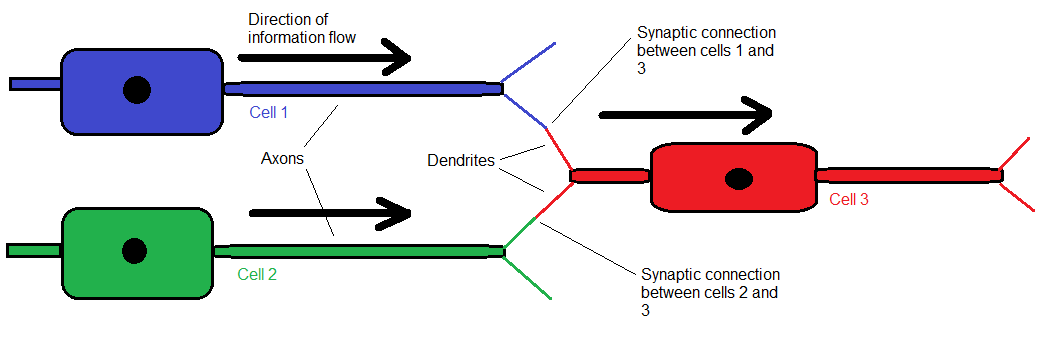 Direction of
information flow
Synaptic connection
between cells 1 and
3
Cell 1
Axons
Dendrites
Cell 3
Cell 2
Synaptic connection
between cells 2 and
3